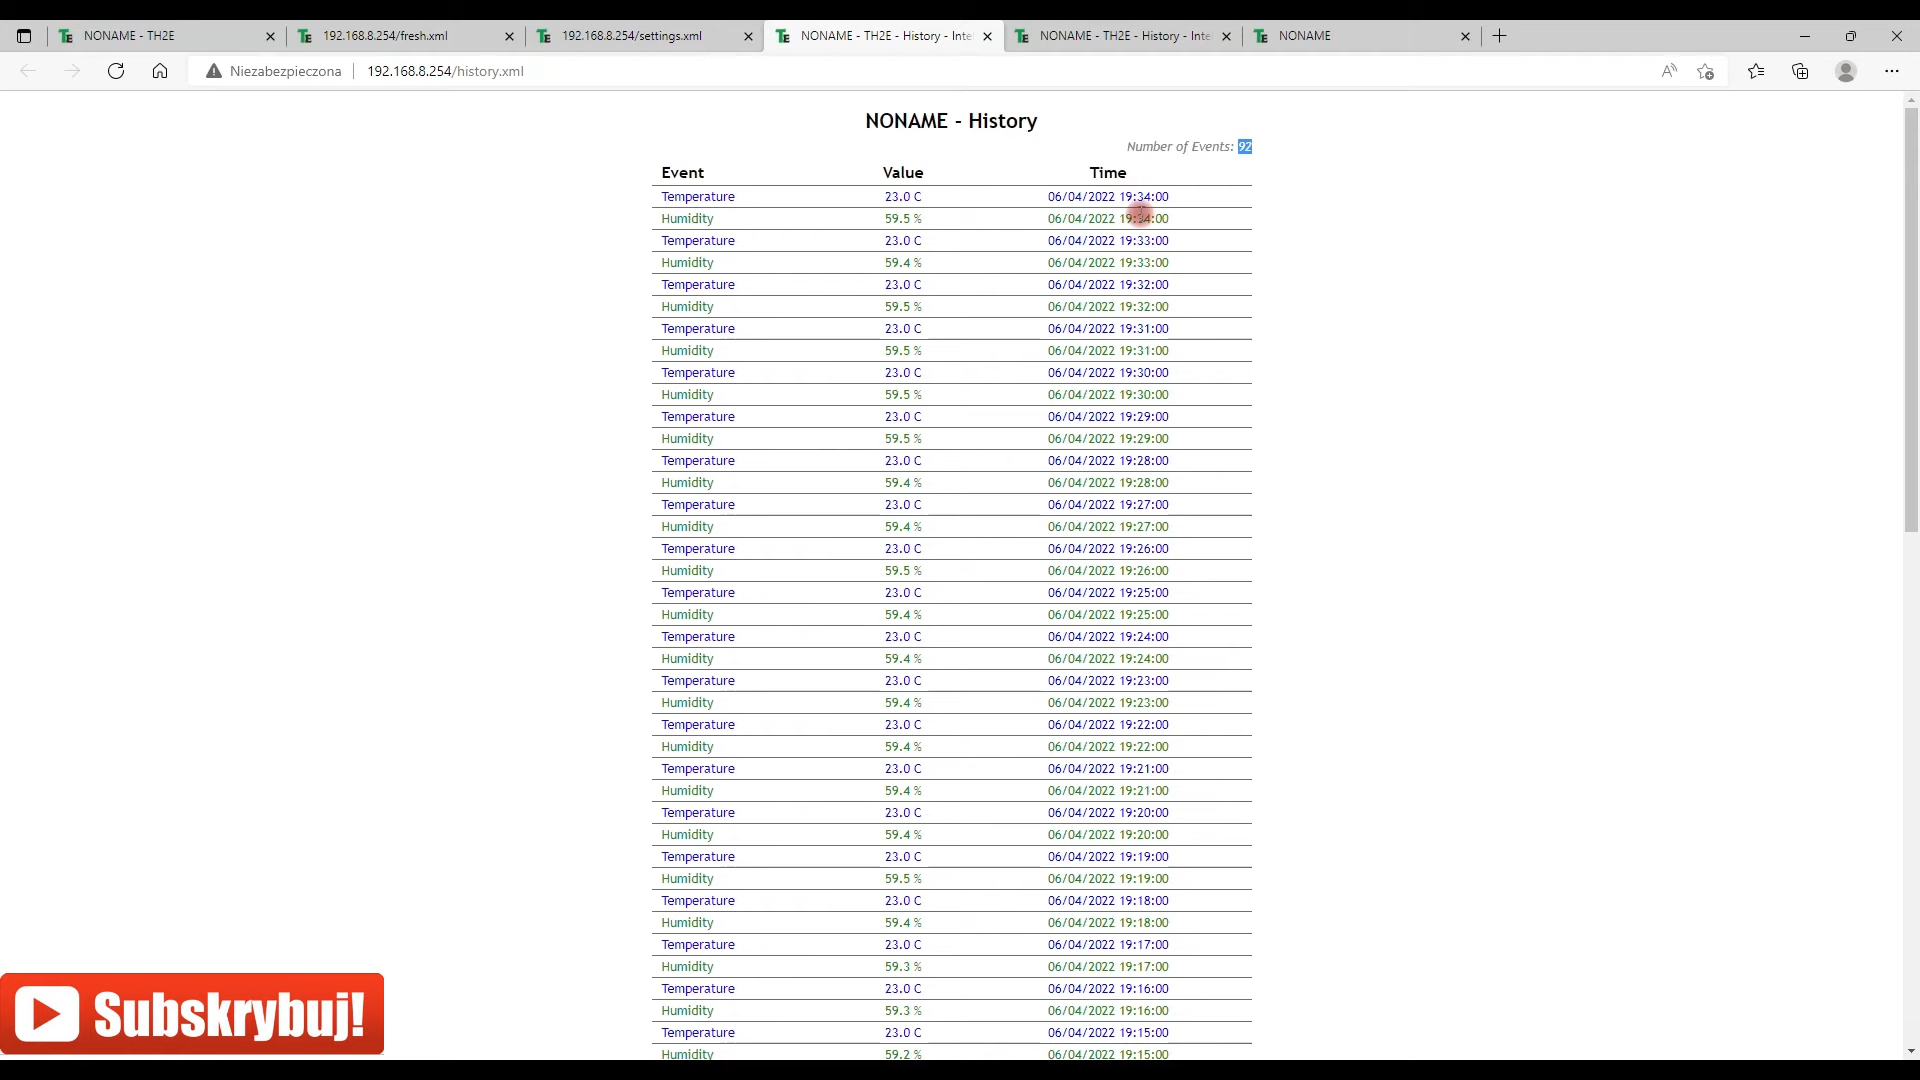 NONAME - TH2E
192.168.8.254/fresh.xml
192.168.8.254/settings.xml
NONAME - TH2E - History - Inte
NONAME - TH2E - History - Inte
NONAME
Niezabezpieczona
192.168.8.254/history.xml
NONAME - History
Number of Events: 92
Event Value Time
Temperature 23.0 C 06/04/2022 19:34:00
Humidity 59.5 % 06/04/2022 19:34:00
Temperature 23.0 C 06/04/2022 19:33:00
Humidity 59.4 % 06/04/2022 19:33:00
Temperature 23.0 C 06/04/2022 19:32:00
Humidity 59.5 % 06/04/2022 19:32:00
Temperature 23.0 C 06/04/2022 19:31:00
Humidity 59.5 % 06/04/2022 19:31:00
Temperature 23.0 C 06/04/2022 19:30:00
Humidity 59.5 % 06/04/2022 19:30:00
Temperature 23.0 C 06/04/2022 19:29:00
Humidity 59.5 % 06/04/2022 19:29:00
Temperature 23.0 C 06/04/2022 19:28:00
Humidity 59.4 % 06/04/2022 19:28:00
Temperature 23.0 C 06/04/2022 19:27:00
Humidity 59.4 % 06/04/2022 19:27:00
Temperature 23.0 C 06/04/2022 19:26:00
Humidity 59.5 % 06/04/2022 19:26:00
Temperature 23.0 C 06/04/2022 19:25:00
Humidity 59.4 % 06/04/2022 19:25:00
Temperature 23.0 C 06/04/2022 19:24:00
Humidity 59.4 % 06/04/2022 19:24:00
Temperature 23.0 C 06/04/2022 19:23:00
Humidity 59.4 % 06/04/2022 19:23:00
Temperature 23.0 C 06/04/2022 19:22:00
Humidity 59.4 % 06/04/2022 19:22:00
Temperature 23.0 C 06/04/2022 19:21:00
Humidity 59.4 % 06/04/2022 19:21:00
Temperature 23.0 C 06/04/2022 19:20:00
Humidity 59.4 % 06/04/2022 19:20:00
Temperature 23.0 C 06/04/2022 19:19:00
Humidity 59.5 % 06/04/2022 19:19:00
Temperature 23.0 C 06/04/2022 19:18:00
Humidity 59.4 % 06/04/2022 19:18:00
Temperature 23.0 C 06/04/2022 19:17:00
Humidity 59.3 % 06/04/2022 19:17:00
Temperature 23.0 C 06/04/2022 19:16:00
Humidity 59.3 % 06/04/2022 19:16:00
Temperature 23.0 C 06/04/2022 19:15:00
Humidity 59.2 % 06/04/2022 19:15:00
Subskrybuj!